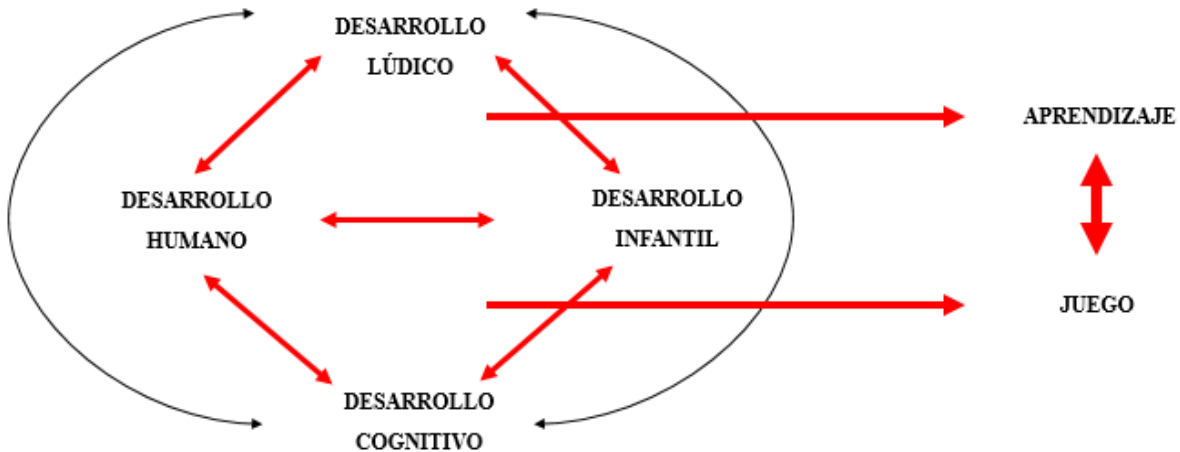 DESARROLLO
LÚDICO
APRENDIZAJE
DESARROLLO
HUMANO
DESARROLLO
INFANTIL
JUEGO
DESARROLLO
COGNITIVO